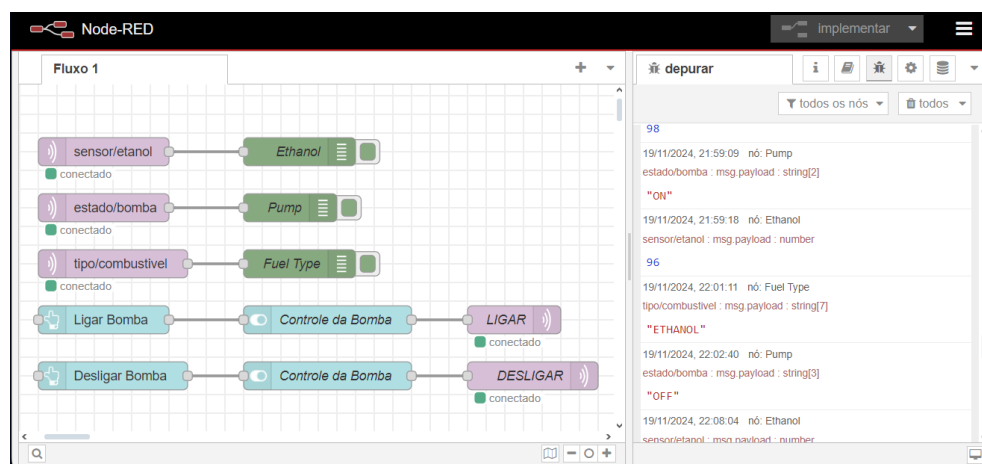 Node-RED
implementar
Fluxo 1
sensor/etanol
Ethanol
conectado
estado/bomba
Pump
conectado
tipo/combustivel
Fuel Type
conectado
Ligar Bomba
Controle da Bomba
LIGAR
conectado
Desligar Bomba
Controle da Bomba
DESLIGAR
conectado
depurar
i
todos os nós
todos
98
19/11/2024, 21:59:09 nó: Pump
estado/bomba : msg.payload : string[2]
"ON"
19/11/2024, 21:59:18 nó: Ethanol
sensor/etanol : msg.payload : number
96
19/11/2024, 22:01:11 nó: Fuel Type
tipo/combustivel : msg.payload : string[7]
"ETHANOL"
19/11/2024, 22:02:40 nó: Pump
estado/bomba : msg.payload : string[3]
"OFF"
19/11/2024, 22:08:04 nó: Ethanol
sensor/etanol : msg.payload : number